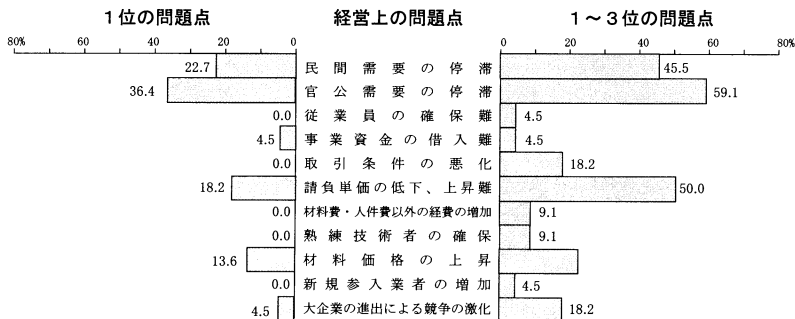 １位の問題点 経営上の問題点 １～３位の問題点
80% 60 40 20 0 0 20 40 60 80%
22.7 民間需要の停滞 45.5
36.4 官公需要の停滞 59.1
0.0 従業員の確保難 4.5
4.5 事業資金の借入難 4.5
0.0 取引条件の悪化 18.2
18.2 請負単価の低下、上昇難 50.0
0.0 材料費・人件費以外の経費の増加 9.1
0.0 熟練技術者の確保 9.1
13.6 材料価格の上昇
0.0 新規参入業者の増加 4.5
4.5 大企業の進出による競争の激化 18.2